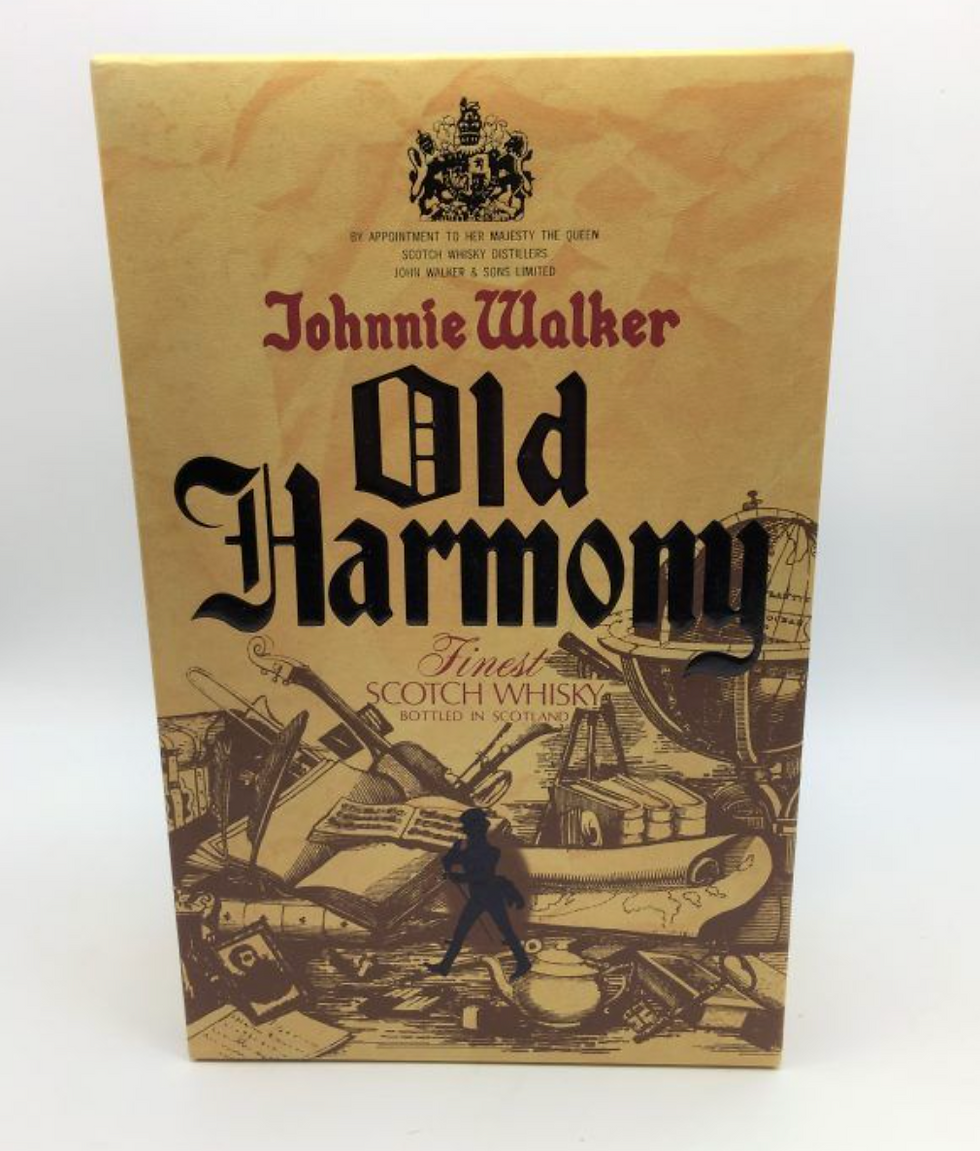 BY APPOINTMENT TO HER MAJESTY THE QUEEN
SCOTCH WHISKY DISTILLERS
JOHN WALKER & SONS LIMITED
Johnnie Walker
Old
Harmony
Finest
SCOTCH WHISKY
BOTTLED IN SCOTLAND
OCEAN